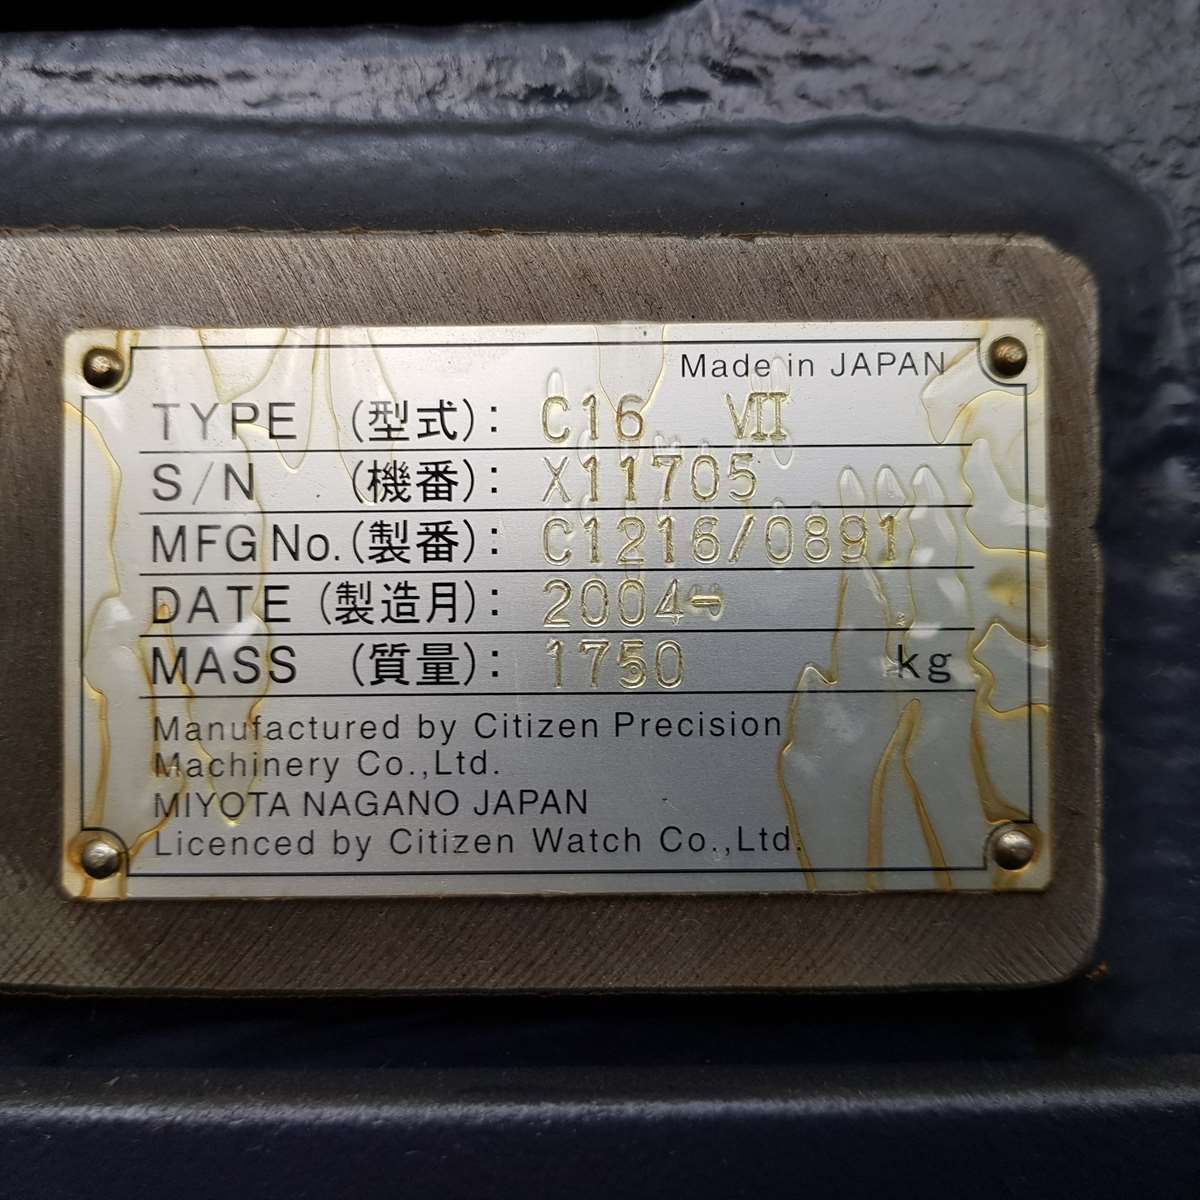 Made in JAPAN
TYPE (型式): C16 Ⅶ
S/N (機番): X11705
MFG No. (製番): C1216/0891
DATE (製造月): 2004-
MASS (質量): 1750 kg
Manufactured by Citizen Precision
Machinery Co.,Ltd.
MIYOTA NAGANO JAPAN
Licenced by Citizen Watch Co.,Ltd.